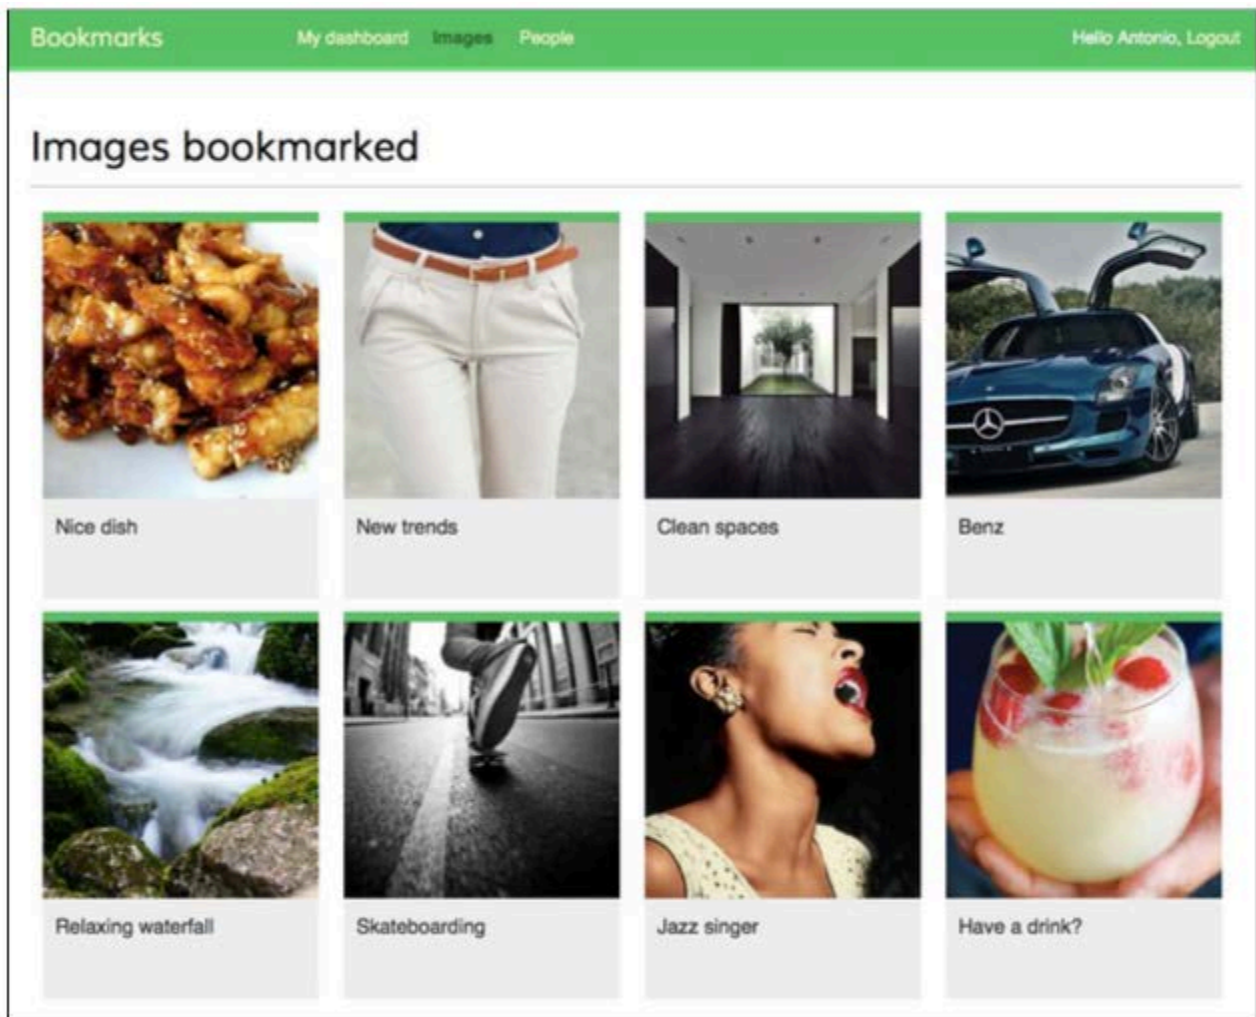 Bookmarks My dashboard Images People Hello Antonio, Logout
Images bookmarked
Nice dish New trends Clean spaces Benz
Relaxing waterfall Skateboarding Jazz singer Have a drink?